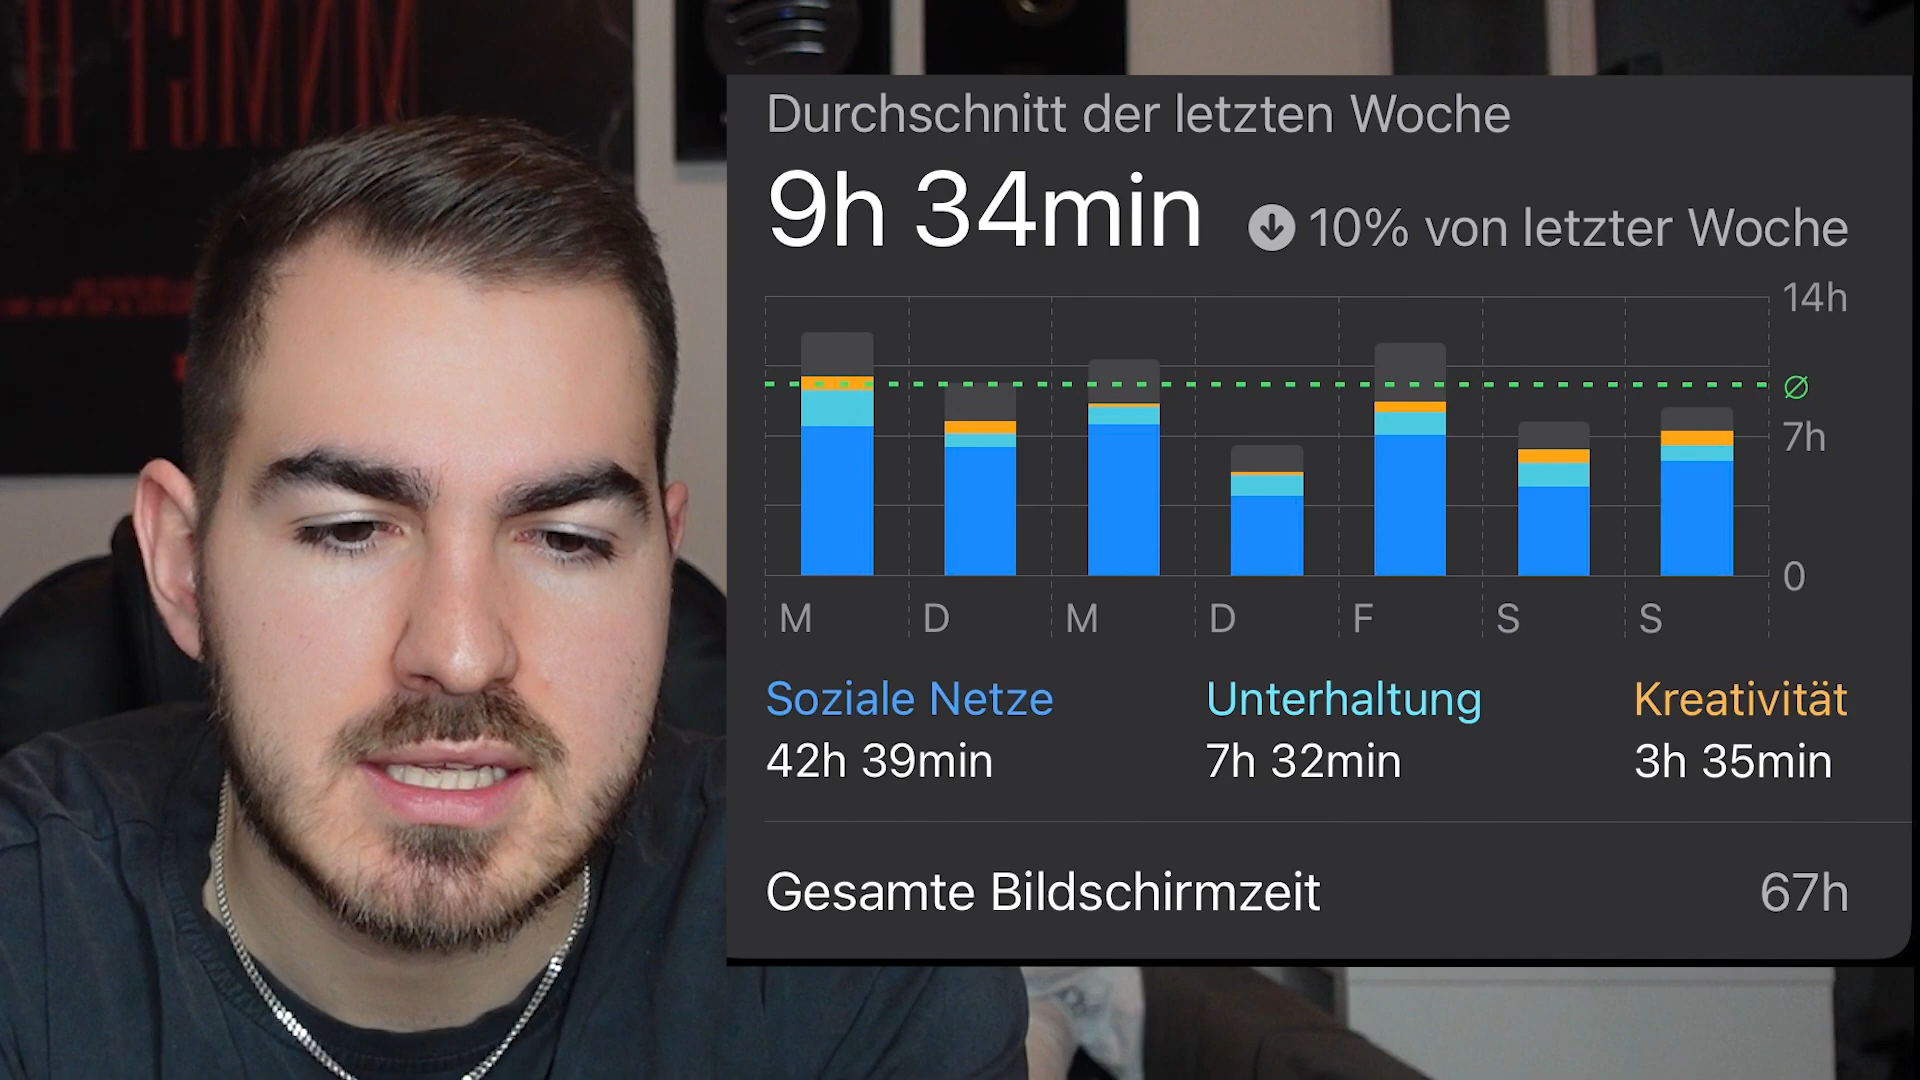 Durchschnitt der letzten Woche
9h 34min
10% von letzter Woche
14h
Ø
7h
0
M D M D F S S
Soziale Netze Unterhaltung Kreativität
42h 39min 7h 32min 3h 35min
Gesamte Bildschirmzeit 67h